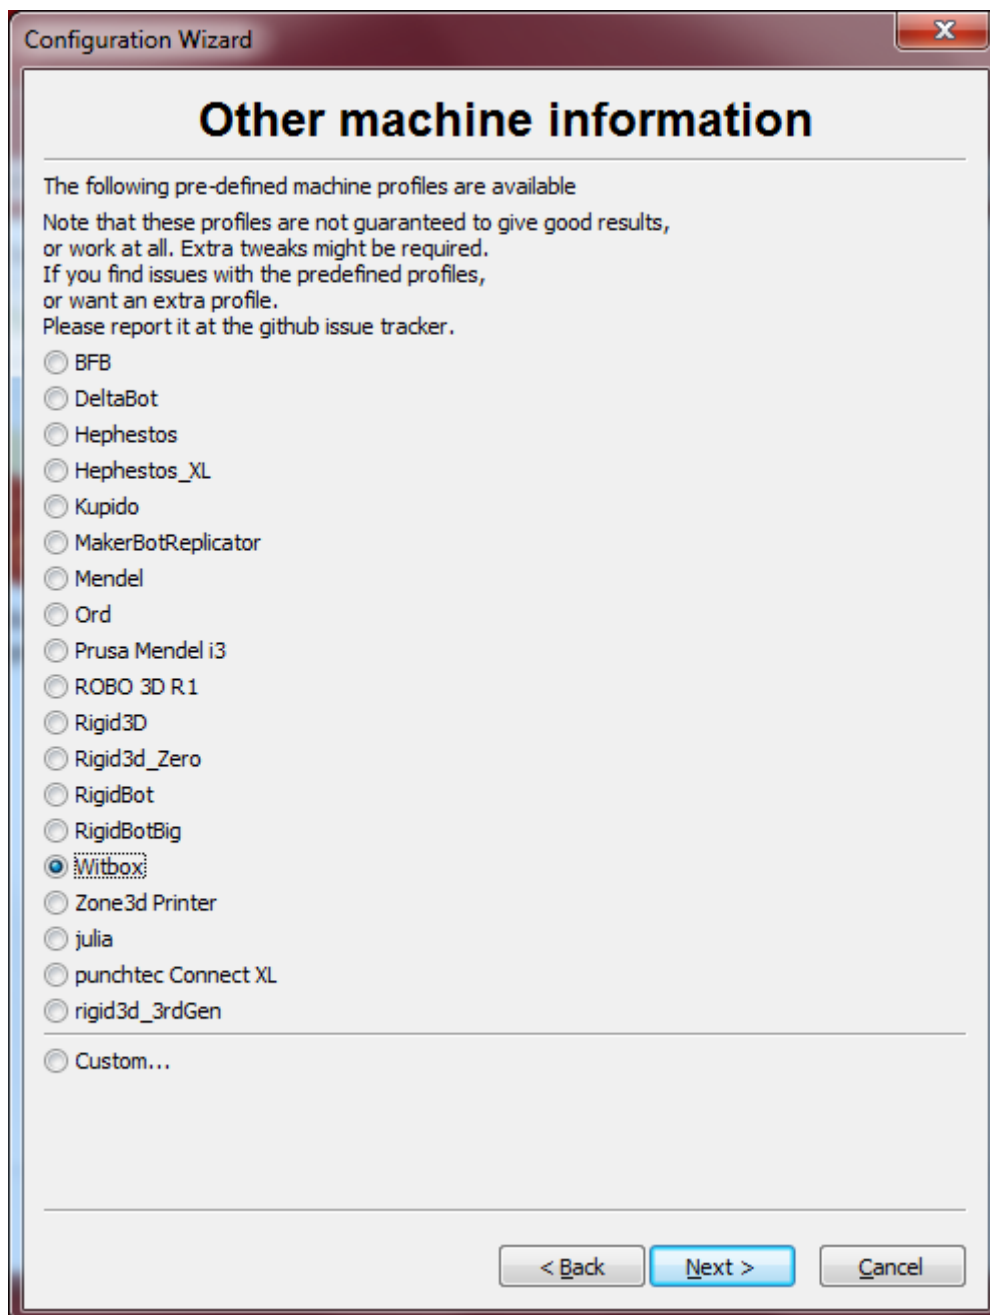 Configuration Wizard
Other machine information
The following pre-defined machine profiles are available
Note that these profiles are not guaranteed to give good results,
or work at all. Extra tweaks might be required.
If you find issues with the predefined profiles,
or want an extra profile.
Please report it at the github issue tracker.
BFB
DeltaBot
Hephestos
Hephestos_XL
Kupido
MakerBotReplicator
Mendel
Ord
Prusa Mendel i3
ROBO 3D R1
Rigid3D
Rigid3d_Zero
RigidBot
RigidBotBig
Witbox
Zone3d Printer
julia
punchtec Connect XL
rigid3d_3rdGen
Custom...
< Back Next > Cancel